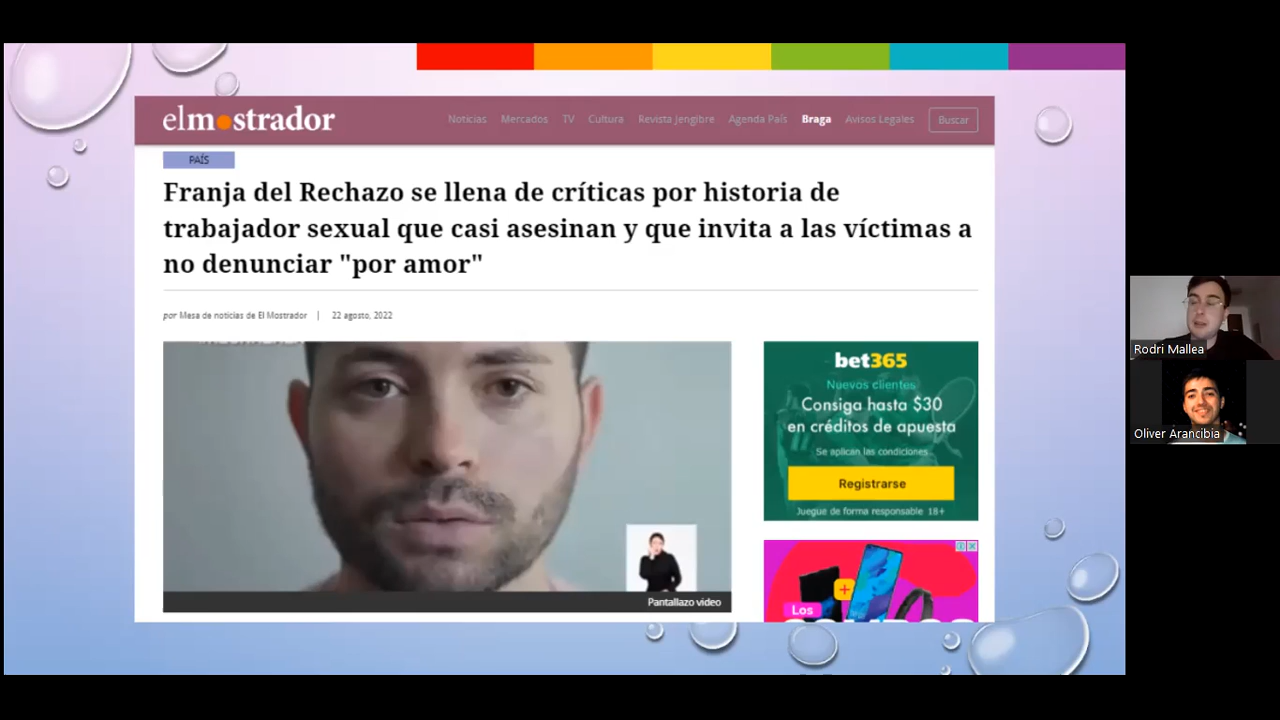 elmostrador
Noticias Mercados TV Cultura Revista Jengibre Agenda País Braga Avisos Legales Buscar
PAÍS
Franja del Rechazo se llena de críticas por historia de
trabajador sexual que casi asesinan y que invita a las víctimas a
no denunciar "por amor"
por Mesa de noticias de El Mostrador | 22 agosto, 2022
Pantallazo video
bet365
Nuevos clientes
Consiga hasta $30
en créditos de apuesta
Se aplican las condiciones.
Registrarse
Juegue de forma responsable 18+
Los
Rodri Mallea
Oliver Arancibia